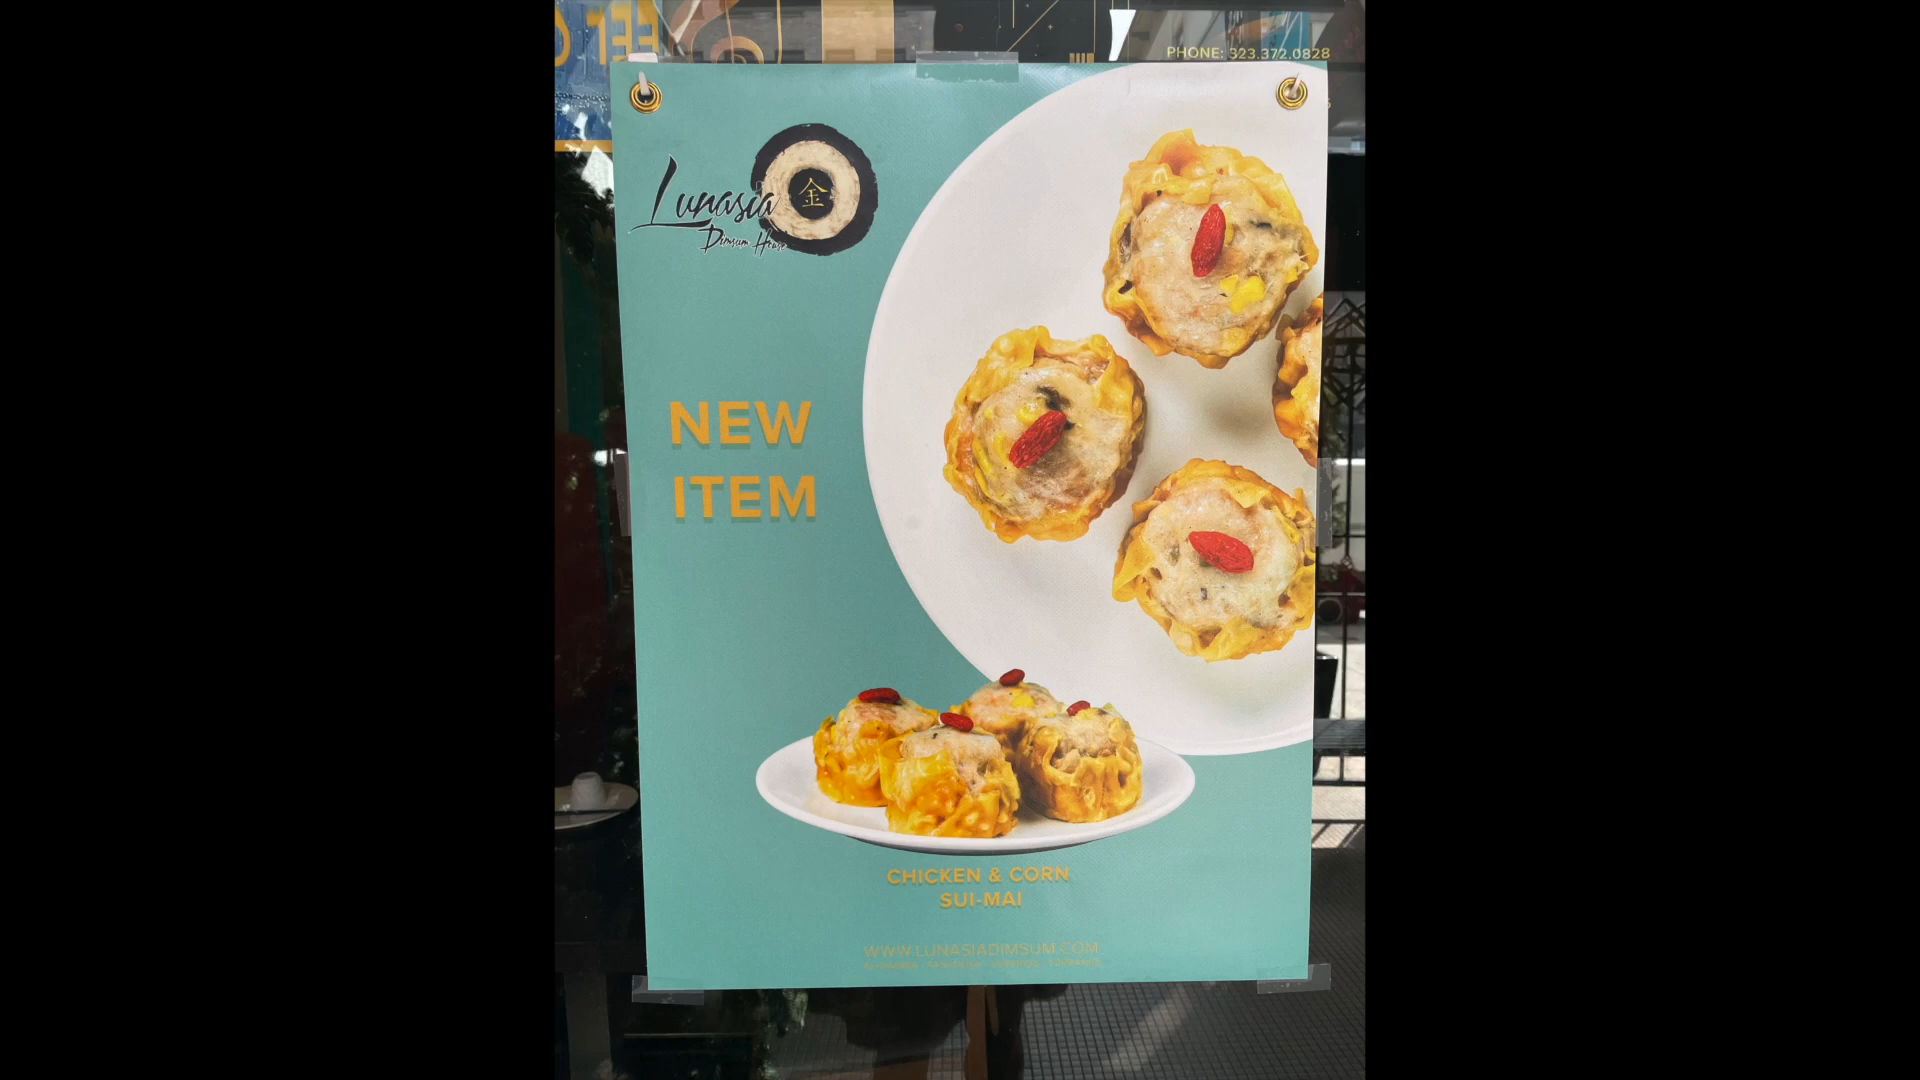 PHONE: 323.372.0828
Lunasia
金
Dimsum House
NEW
ITEM
CHICKEN & CORN
SUI-MAI
WWW.LUNASIADIMSUM.COM